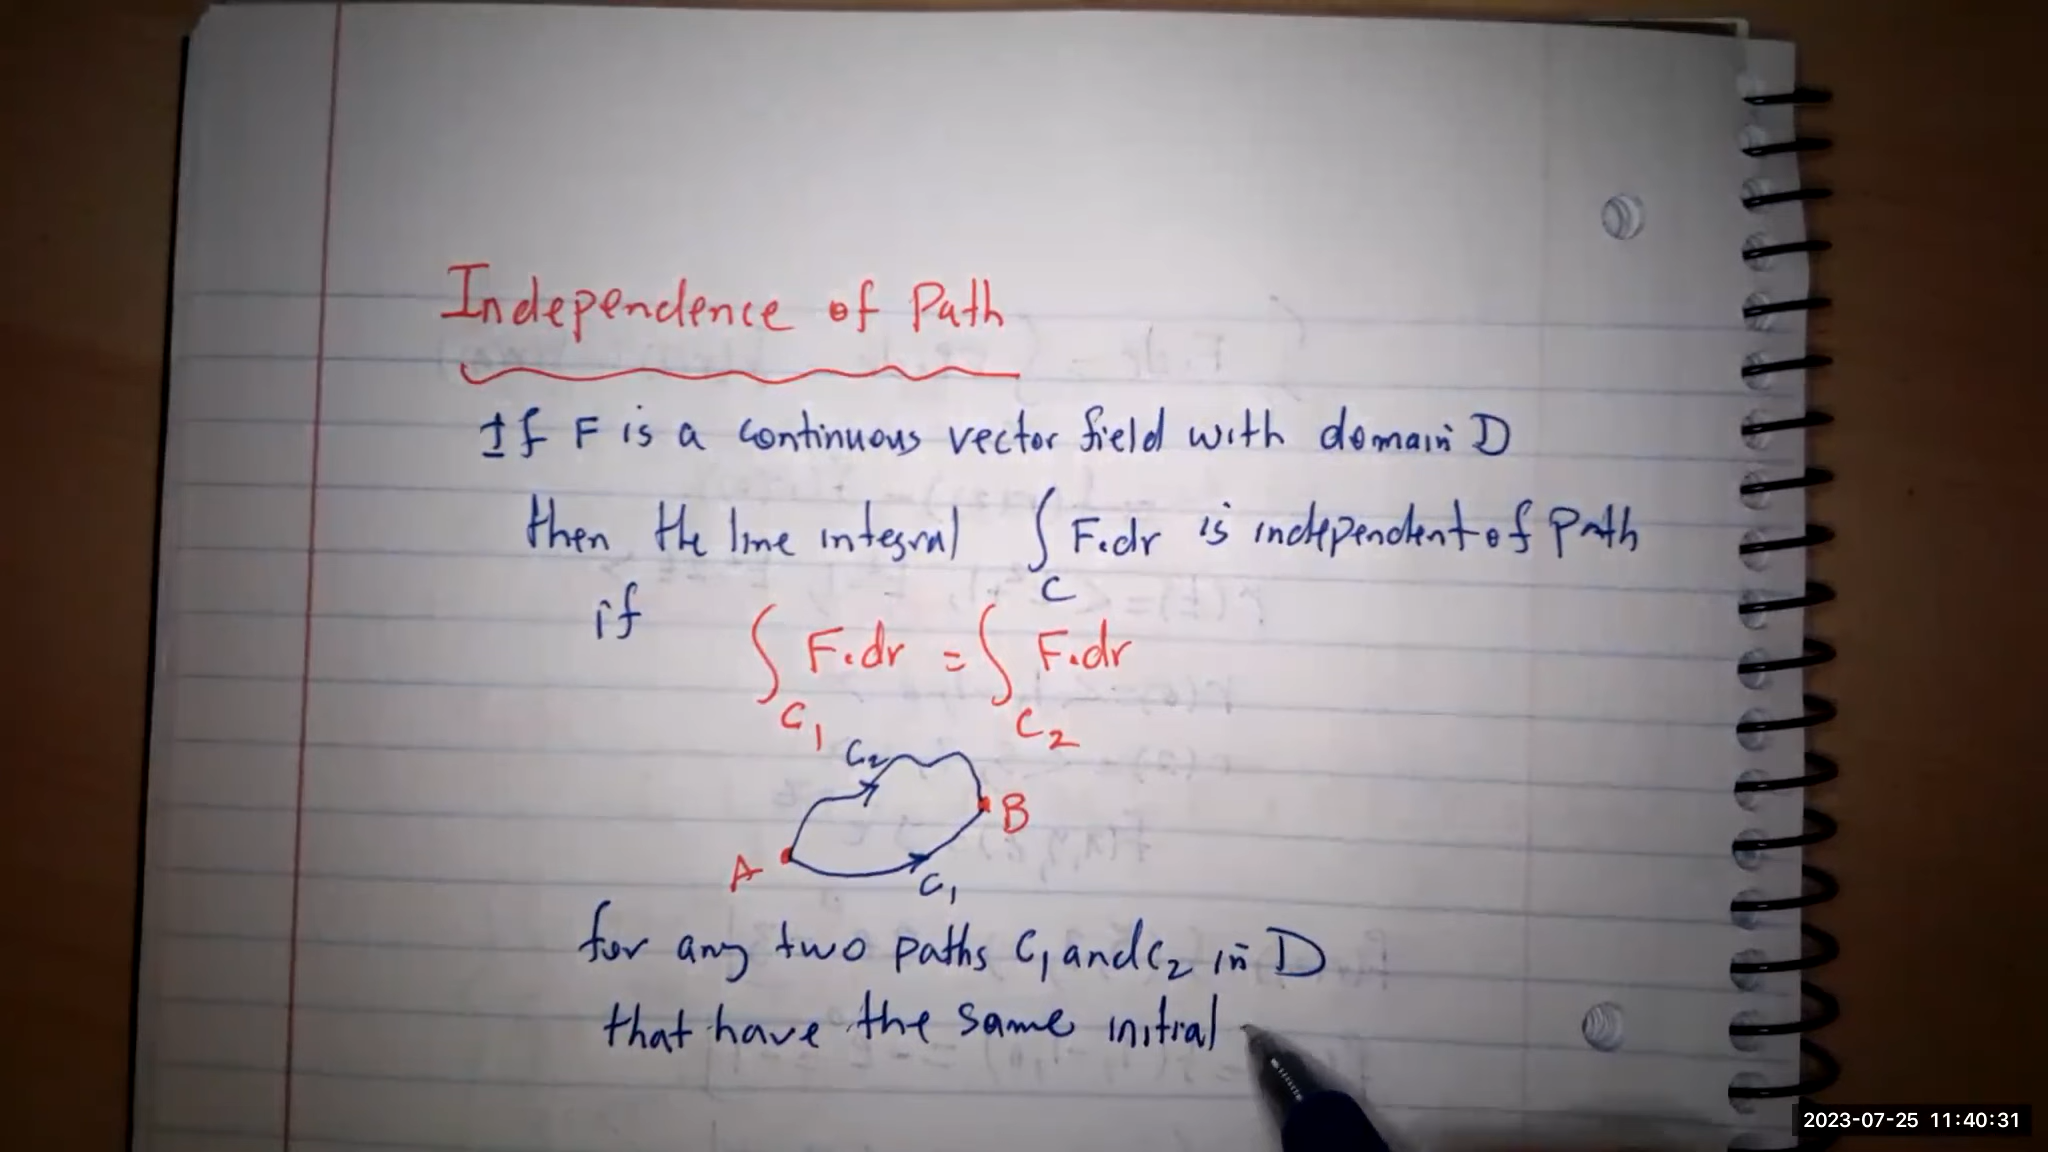 Independence of Path
If F is a continuous vector field with domain D
then the line integral ∫ F.dr is independent of path
C
if
∫ F.dr = ∫ F.dr
C₁ C₂
C₂
B
A
C₁
for any two paths C₁ and C₂ in D
that have the same initial
2023-07-25 11:40:31